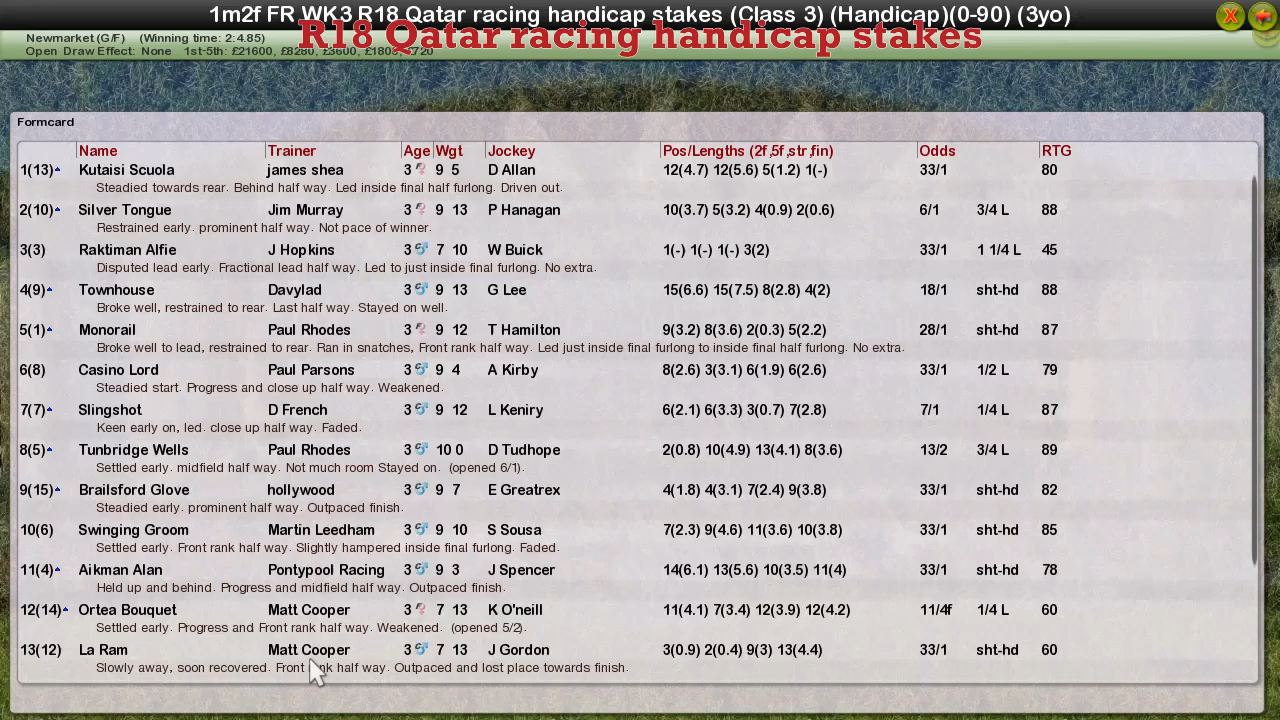 1m2f FR WK3 R18 Qatar racing handicap stakes (Class 3) (Handicap)(0-90) (3yo)
R18 Qatar racing handicap stakes
Newmarket (G/F) (Winning time: 2:4.85)
Open Draw Effect: None 1st-5th: £21600, £8280, £3600, £1808, £720
Formcard
Name Trainer Age Wgt Jockey Pos/Lengths (2f,5f,str,fin) Odds RTG
1(13) Kutaisi Scuola james shea 3 9 5 D Allan 12(4.7) 12(5.6) 5(1.2) 1(-) 33/1 80
Steadied towards rear. Behind half way. Led inside final half furlong. Driven out.
2(10) Silver Tongue Jim Murray 3 9 13 P Hanagan 10(3.7) 5(3.2) 4(0.9) 2(0.6) 6/1 3/4 L 88
Restrained early. prominent half way. Not pace of winner.
3(3) Raktiman Alfie J Hopkins 3 7 10 W Buick 1(-) 1(-) 1(-) 3(2) 33/1 1 1/4 L 45
Disputed lead early. Fractional lead half way. Led to just inside final furlong. No extra.
4(9) Townhouse Davylad 3 9 13 G Lee 15(6.6) 15(7.5) 8(2.8) 4(2) 18/1 sht-hd 88
Broke well, restrained to rear. Last half way. Stayed on well.
5(1) Monorail Paul Rhodes 3 9 12 T Hamilton 9(3.2) 8(3.6) 2(0.3) 5(2.2) 28/1 sht-hd 87
Broke well to lead, restrained to rear. Ran in snatches, Front rank half way. Led just inside final furlong to inside final half furlong. No extra.
6(8) Casino Lord Paul Parsons 3 9 4 A Kirby 8(2.6) 3(3.1) 6(1.9) 6(2.6) 33/1 1/2 L 79
Steadied start. Progress and close up half way. Weakened.
7(7) Slingshot D French 3 9 12 L Keniry 6(2.1) 6(3.3) 3(0.7) 7(2.8) 7/1 1/4 L 87
Keen early on, led. close up half way. Faded.
8(5) Tunbridge Wells Paul Rhodes 3 10 0 D Tudhope 2(0.8) 10(4.9) 13(4.1) 8(3.6) 13/2 3/4 L 89
Settled early. midfield half way. Not much room Stayed on. (opened 6/1).
9(15) Brailsford Glove hollywood 3 9 7 E Greatrex 4(1.8) 4(3.1) 7(2.4) 9(3.8) 33/1 sht-hd 82
Steadied early. prominent half way. Outpaced finish.
10(6) Swinging Groom Martin Leedham 3 9 10 S Sousa 7(2.3) 9(4.6) 11(3.6) 10(3.8) 33/1 sht-hd 85
Settled early. Front rank half way. Slightly hampered inside final furlong. Faded.
11(4) Aikman Alan Pontypool Racing 3 9 3 J Spencer 14(6.1) 13(5.6) 10(3.5) 11(4) 33/1 sht-hd 78
Held up and behind. Progress and midfield half way. Outpaced finish.
12(14) Ortea Bouquet Matt Cooper 3 7 13 K O'neill 11(4.1) 7(3.4) 12(3.9) 12(4.2) 11/4f 1/4 L 60
Settled early. Progress and Front rank half way. Weakened. (opened 5/2).
13(12) La Ram Matt Cooper 3 7 13 J Gordon 3(0.9) 2(0.4) 9(3) 13(4.4) 33/1 sht-hd 60
Slowly away, soon recovered. Front rank half way. Outpaced and lost place towards finish.